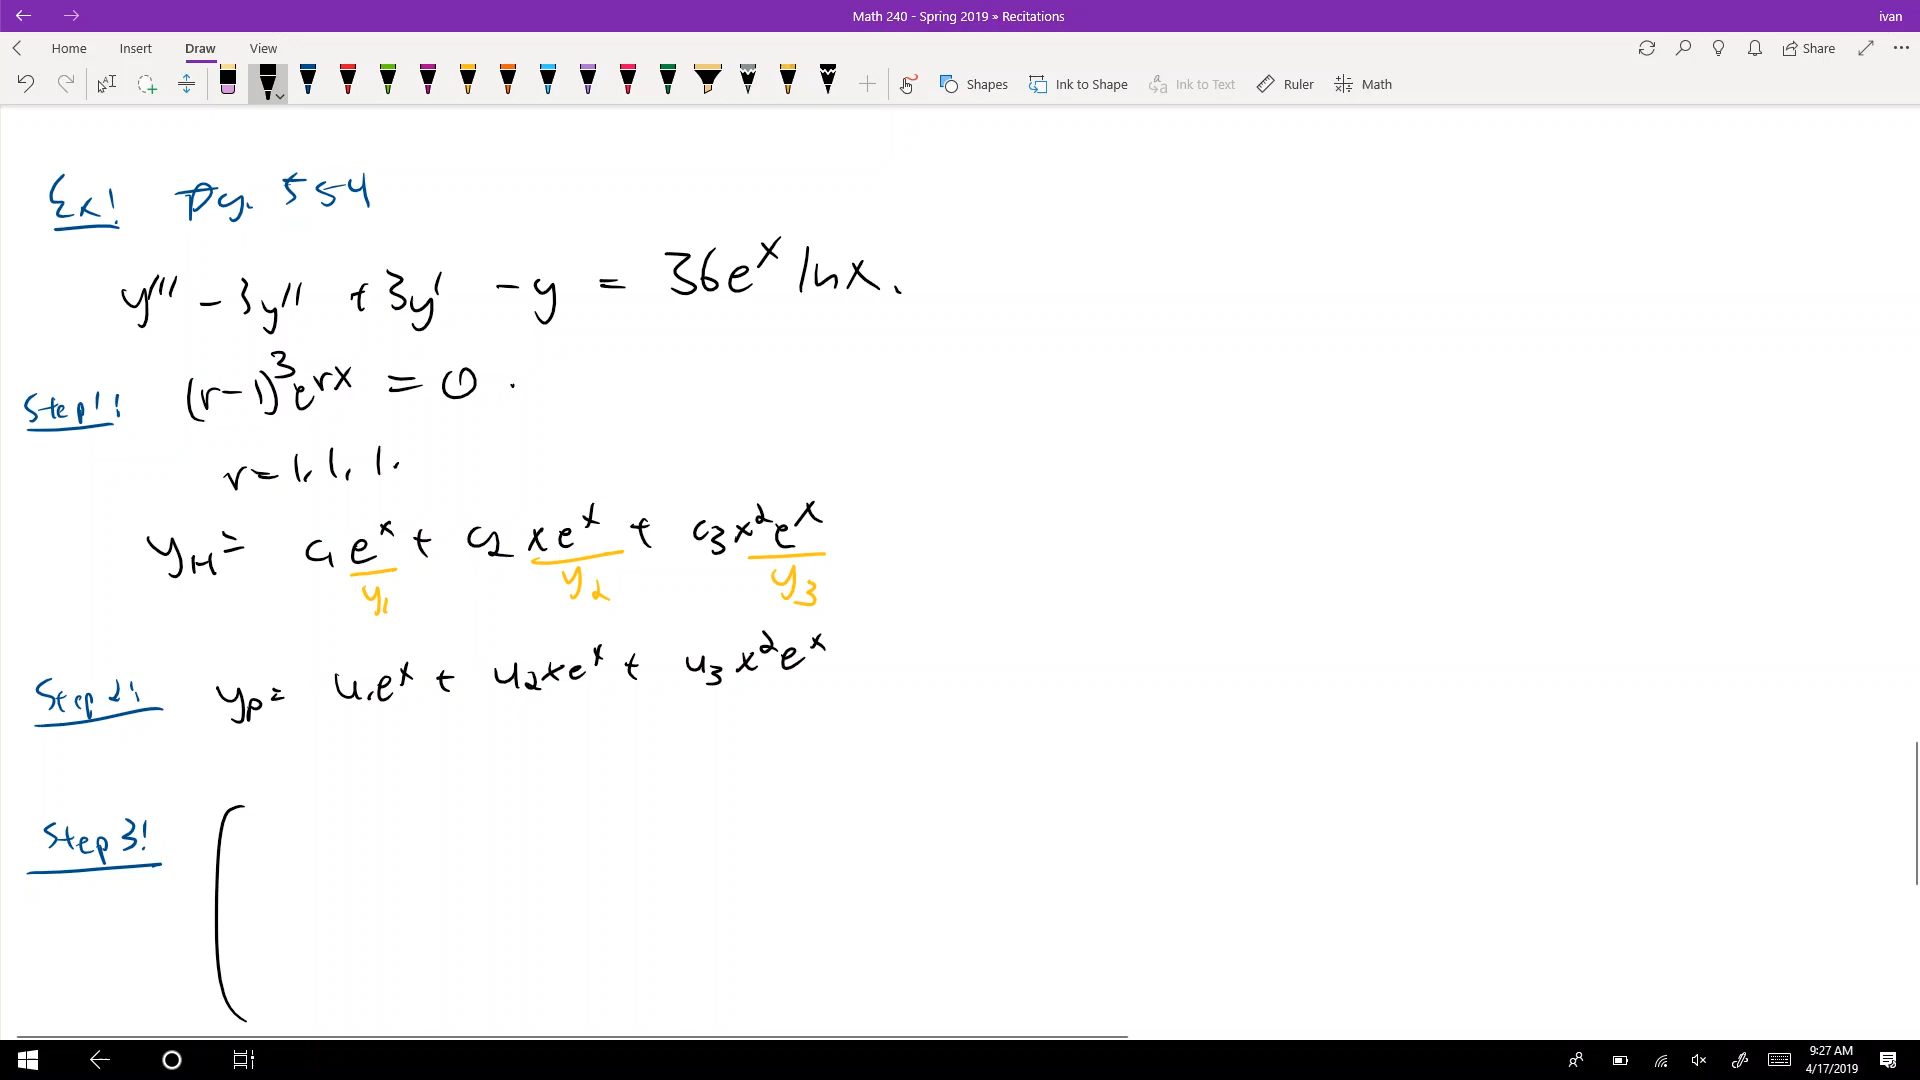 Math 240 - Spring 2019 » Recitations
ivan
Home Insert Draw View
Share
Shapes Ink to Shape Ink to Text Ruler Math
Ex! Pg. 554
y''' - 3y'' + 3y' - y = 36e^x ln x.
Step 1! (r-1)^3 e^{rx} = 0.
r = 1, 1, 1.
y_H = c_1 e^x + c_2 x e^x + c_3 x^2 e^x
y_1 y_2 y_3
Step 2! y_p = u_1 e^x + u_2 x e^x + u_3 x^2 e^x
Step 3! (
9:27 AM
4/17/2019